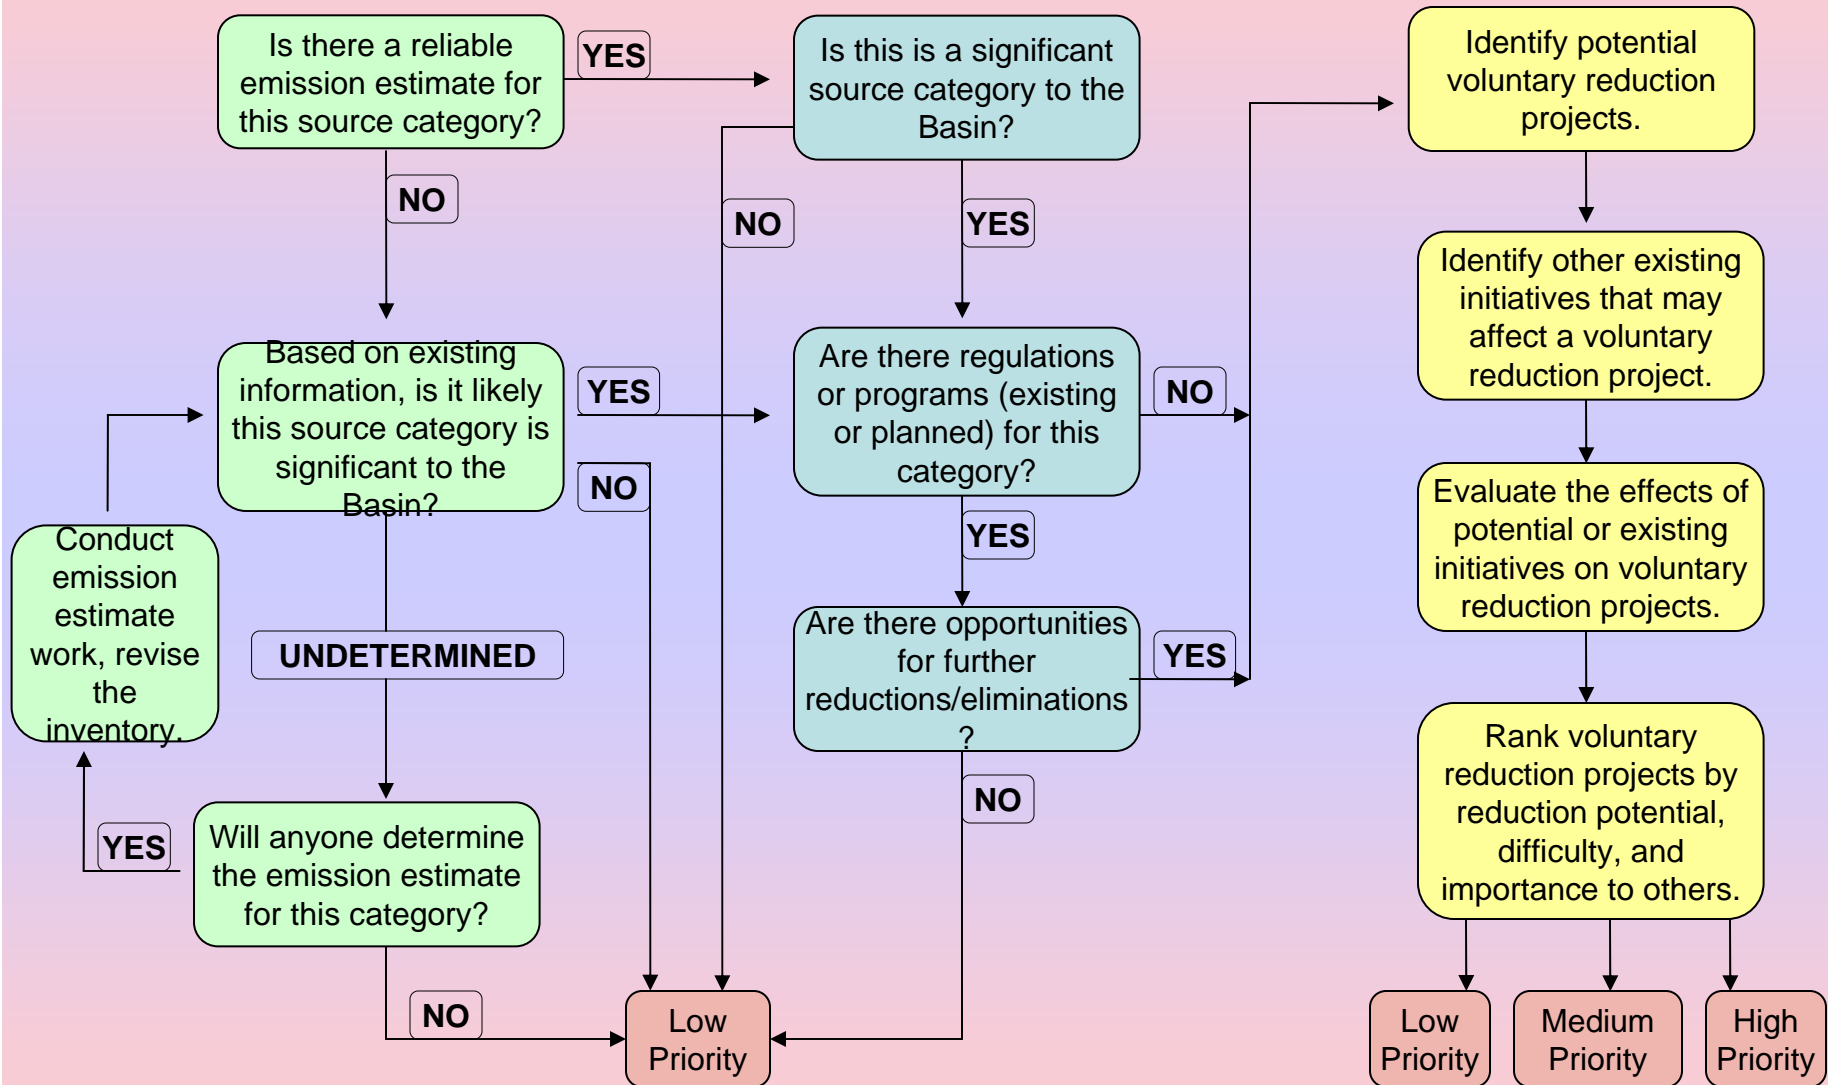 Is there a reliable
emission estimate for
this source category?
YES
NO
Is this is a significant
source category to the
Basin?
NO
YES
Identify potential
voluntary reduction
projects.
Based on existing
information, is it likely
this source category is
significant to the
Basin?
YES
NO
UNDETERMINED
Are there regulations
or programs (existing
or planned) for this
category?
NO
YES
Identify other existing
initiatives that may
affect a voluntary
reduction project.
Conduct
emission
estimate
work, revise
the
inventory.
Are there opportunities
for further
reductions/eliminations
?
YES
NO
Evaluate the effects of
potential or existing
initiatives on voluntary
reduction projects.
Will anyone determine
the emission estimate
for this category?
YES
NO
Rank voluntary
reduction projects by
reduction potential,
difficulty, and
importance to others.
Low
Priority
Low
Priority
Medium
Priority
High
Priority